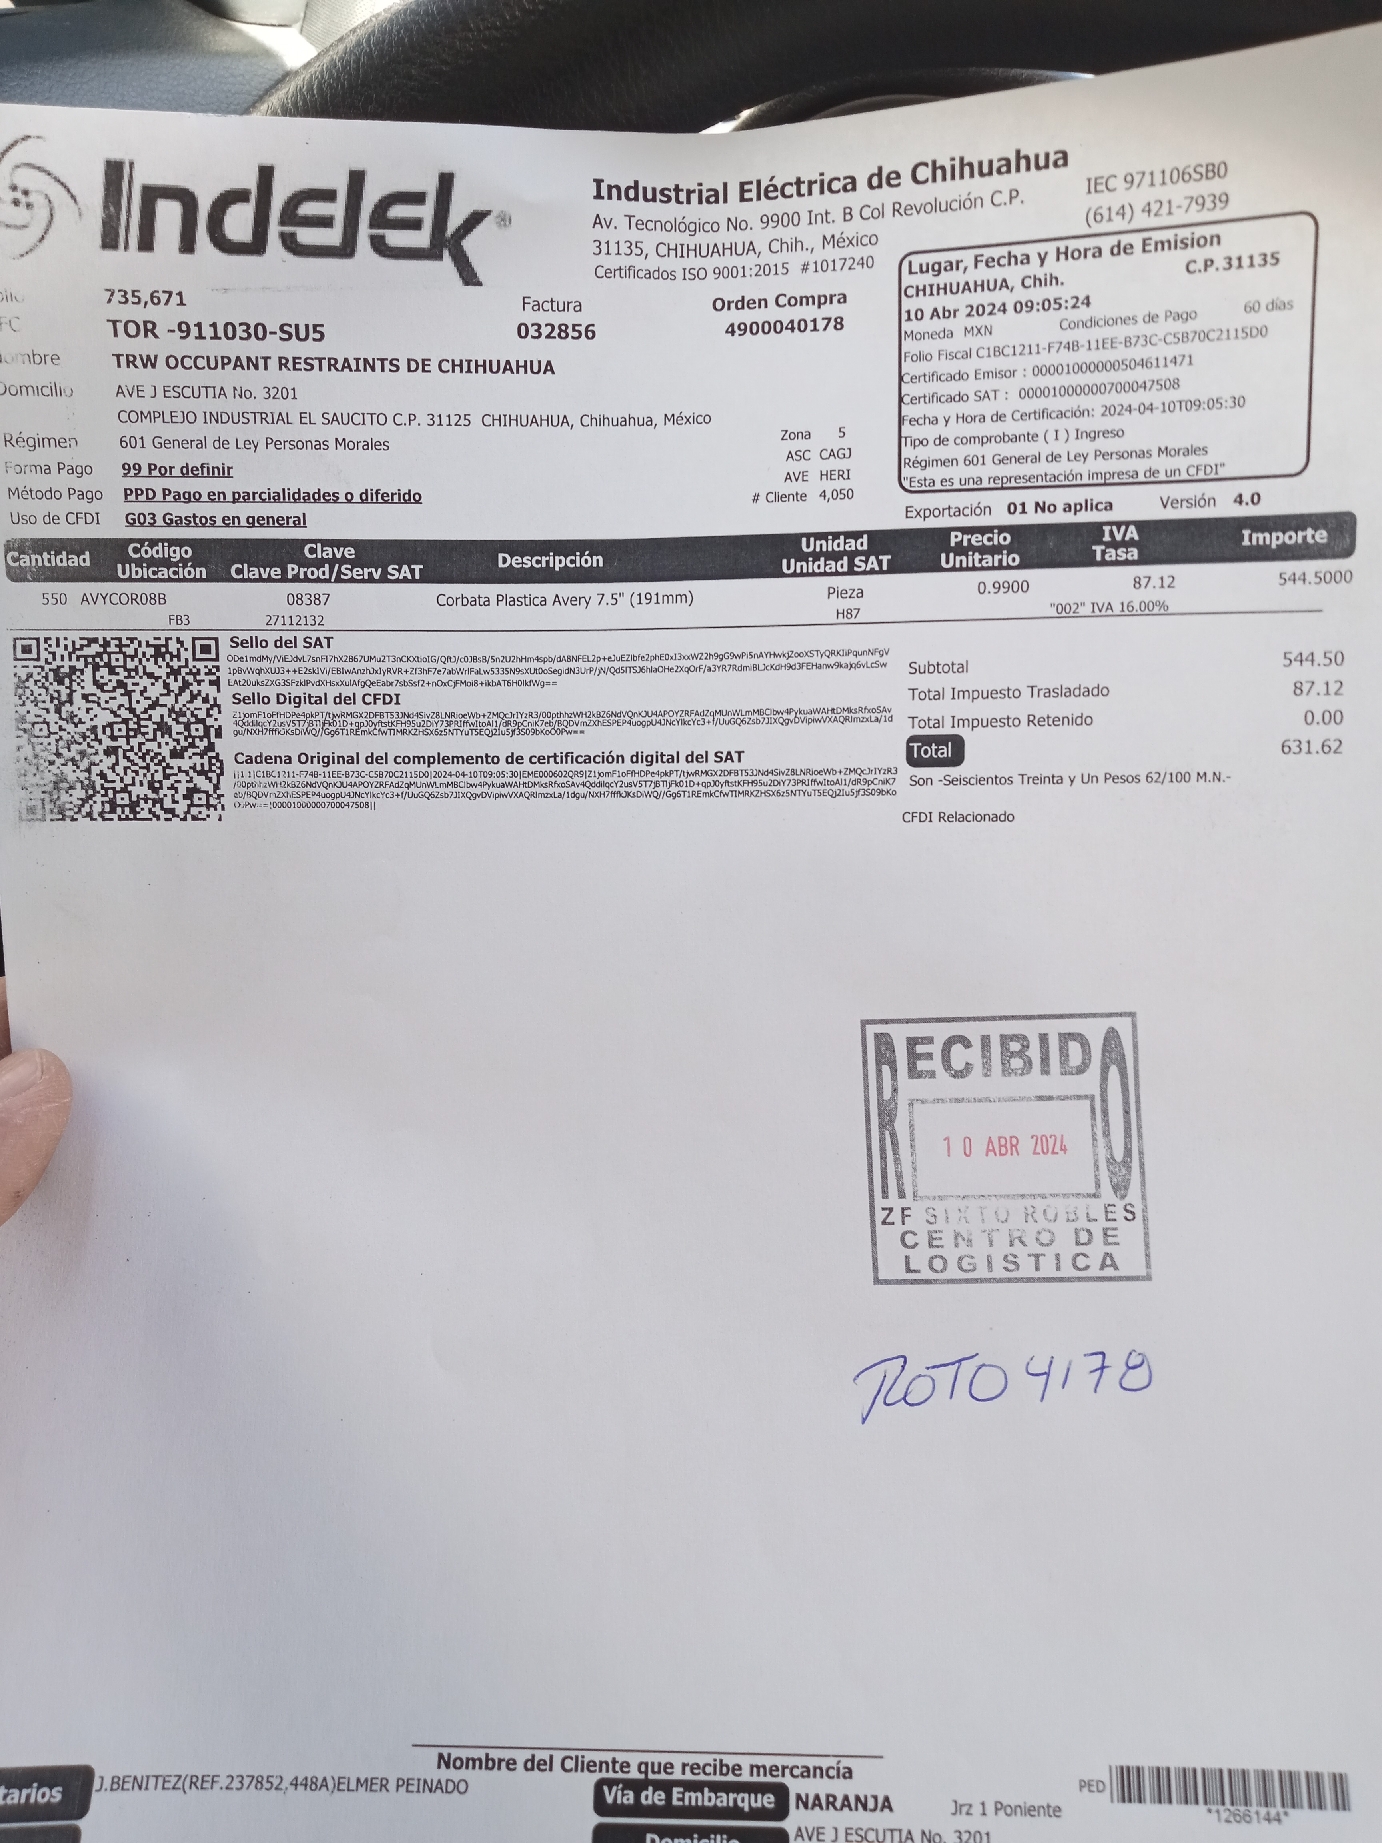 Indelek®
Industrial Eléctrica de Chihuahua
IEC 971106SB0
Av. Tecnológico No. 9900 Int. B Col Revolución C.P.
(614) 421-7939
31135, CHIHUAHUA, Chih., México
Certificados ISO 9001:2015 #1017240
Lugar, Fecha y Hora de Emision
C.P.31135
CHIHUAHUA, Chih.
10 Abr 2024 09:05:24
Moneda MXN Condiciones de Pago 60 días
Folio Fiscal C1BC1211-F74B-11EE-B73C-C5B70C2115D0
Certificado Emisor : 00001000000504611471
Certificado SAT : 00001000000700047508
Fecha y Hora de Certificación: 2024-04-10T09:05:30
Tipo de comprobante ( I ) Ingreso
Régimen 601 General de Ley Personas Morales
"Esta es una representación impresa de un CFDI"
Exportación 01 No aplica Versión 4.0
735,671 Factura Orden Compra
TOR -911030-SU5 032856 4900040178
TRW OCCUPANT RESTRAINTS DE CHIHUAHUA
AVE J ESCUTIA No. 3201
COMPLEJO INDUSTRIAL EL SAUCITO C.P. 31125 CHIHUAHUA, Chihuahua, México
Régimen 601 General de Ley Personas Morales
Forma Pago 99 Por definir
Método Pago PPD Pago en parcialidades o diferido
Uso de CFDI G03 Gastos en general
Zona 5
ASC CAGJ
AVE HERI
# Cliente 4,050
Cantidad Código Ubicación Clave Clave Prod/Serv SAT Descripción Unidad Unidad SAT Precio Unitario IVA Tasa Importe
550 AVYCOR08B 08387 Corbata Plastica Avery 7.5" (191mm) Pieza 0.9900 87.12 544.5000
FB3 27112132 H87 "002" IVA 16.00%
Sello del SAT
Sello Digital del CFDI
Cadena Original del complemento de certificación digital del SAT
Subtotal 544.50
Total Impuesto Trasladado 87.12
Total Impuesto Retenido 0.00
Total 631.62
Son -Seiscientos Treinta y Un Pesos 62/100 M.N.-
CFDI Relacionado
RECIBIDO
10 ABR 2024
ZF SIXTO ROBLES
CENTRO DE
LOGISTICA
ROTO 4178
Nombre del Cliente que recibe mercancía
J.BENITEZ(REF.237852,448A)ELMER PEINADO
Vía de Embarque NARANJA Jrz 1 Poniente
PED
*1266144*
AVE J ESCUTIA No. 3201